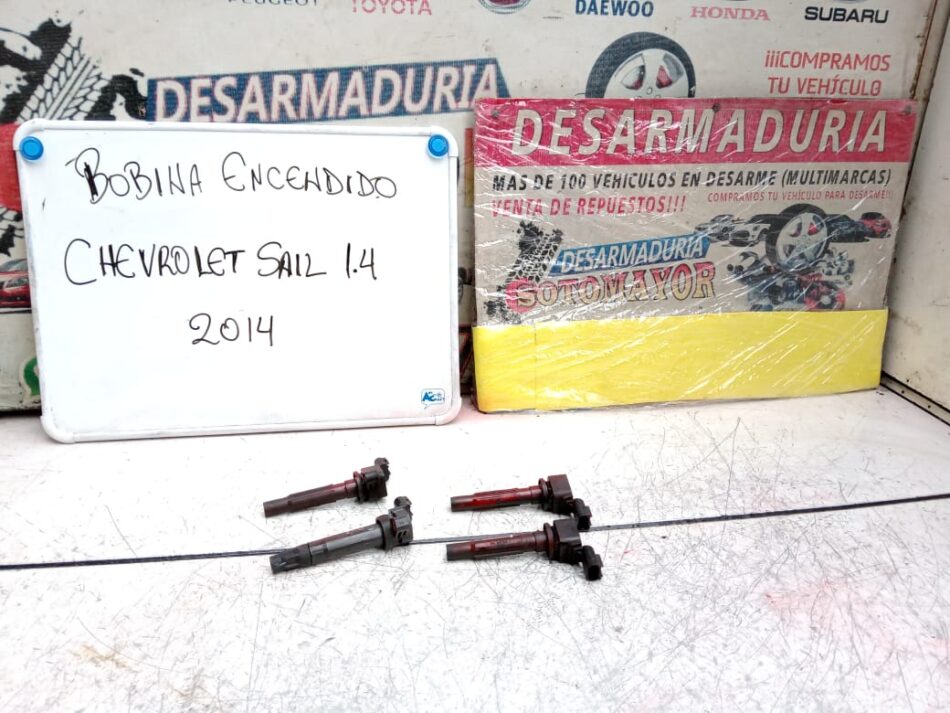 PEUGEOT
TOYOTA
DAEWOO
HONDA
SUBARU
¡¡¡COMPRAMOS
TU VEHÍCULO
DESARMADURIA
BOBINA ENCENDIDO
CHEVROLET SAIL 1.4
2014
DESARMADURIA
MAS DE 100 VEHICULOS EN DESARME (MULTIMARCAS)
VENTA DE REPUESTOS!!!
COMPRAMOS TU VEHÍCULO PARA DESARME!!!
DESARMADURIA
SOTOMAYOR